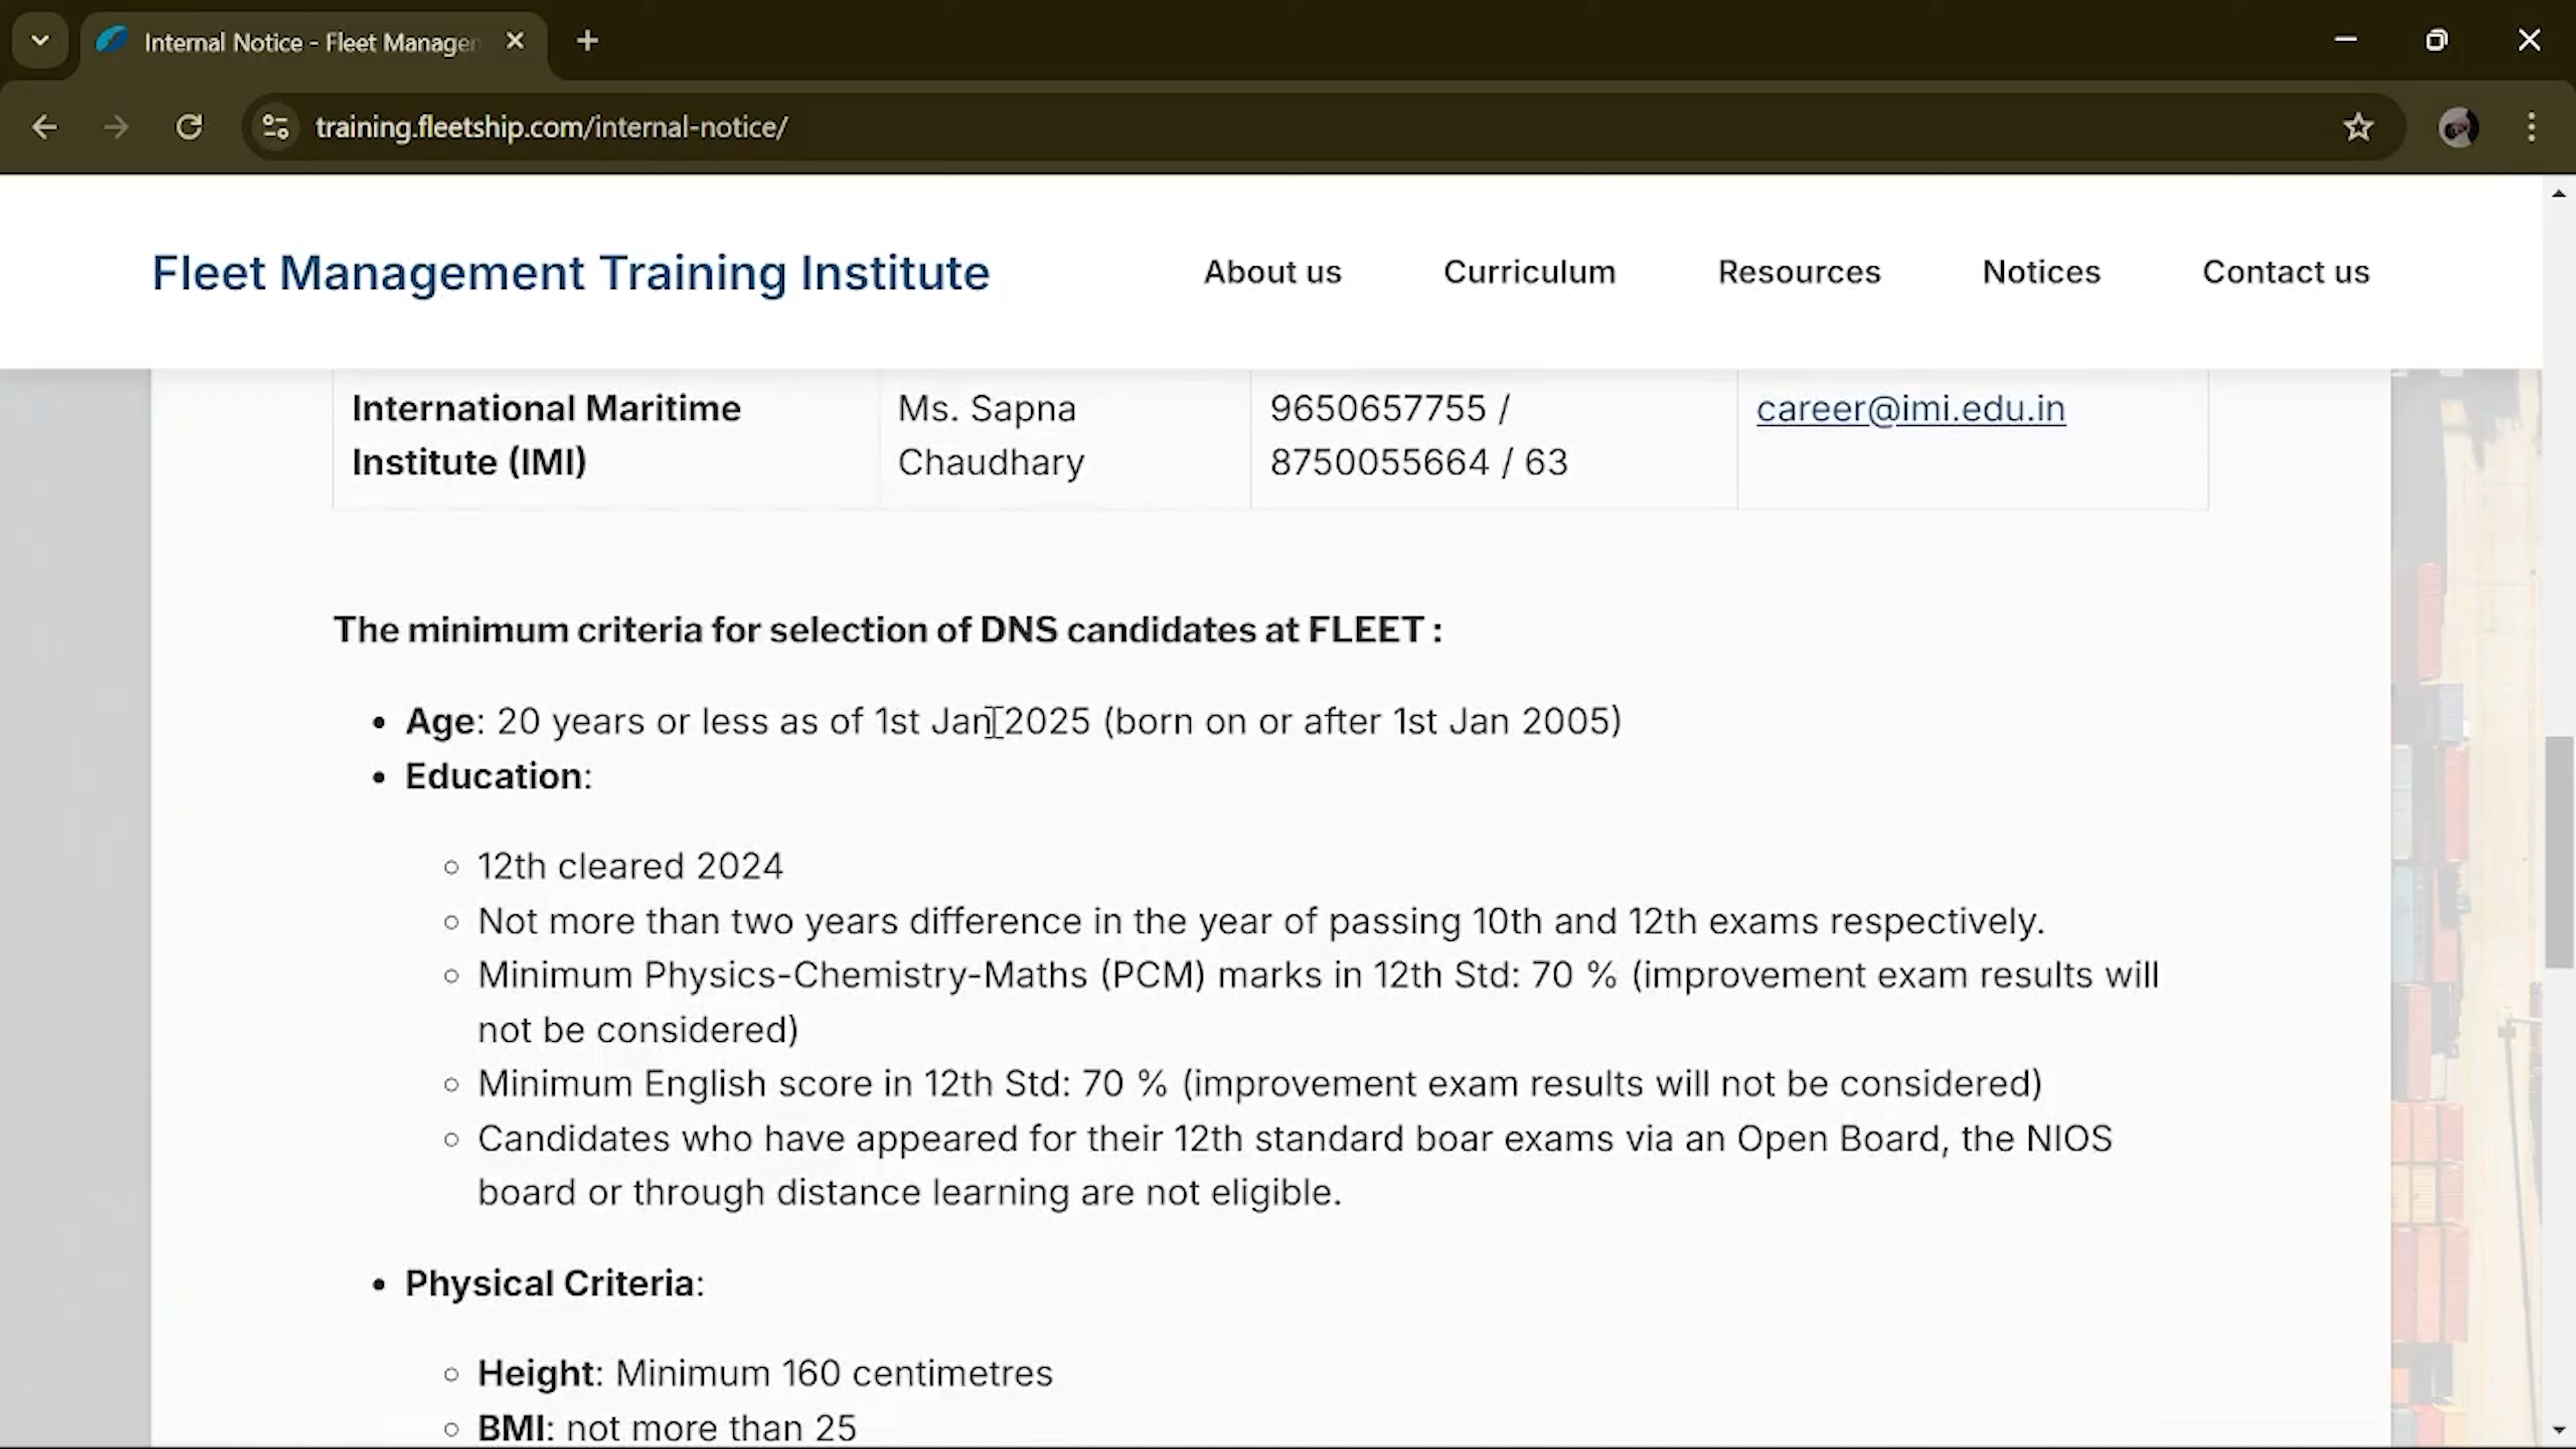 Internal Notice - Fleet Manager
training.fleetship.com/internal-notice/
Fleet Management Training Institute
About us
Curriculum
Resources
Notices
Contact us
International Maritime
Institute (IMI)
Ms. Sapna
Chaudhary
9650657755 /
8750055664 / 63
career@imi.edu.in
The minimum criteria for selection of DNS candidates at FLEET :
• Age: 20 years or less as of 1st Jan 2025 (born on or after 1st Jan 2005)
• Education:
○ 12th cleared 2024
○ Not more than two years difference in the year of passing 10th and 12th exams respectively.
○ Minimum Physics-Chemistry-Maths (PCM) marks in 12th Std: 70 % (improvement exam results will
not be considered)
○ Minimum English score in 12th Std: 70 % (improvement exam results will not be considered)
○ Candidates who have appeared for their 12th standard boar exams via an Open Board, the NIOS
board or through distance learning are not eligible.
• Physical Criteria:
○ Height: Minimum 160 centimetres
○ BMI: not more than 25